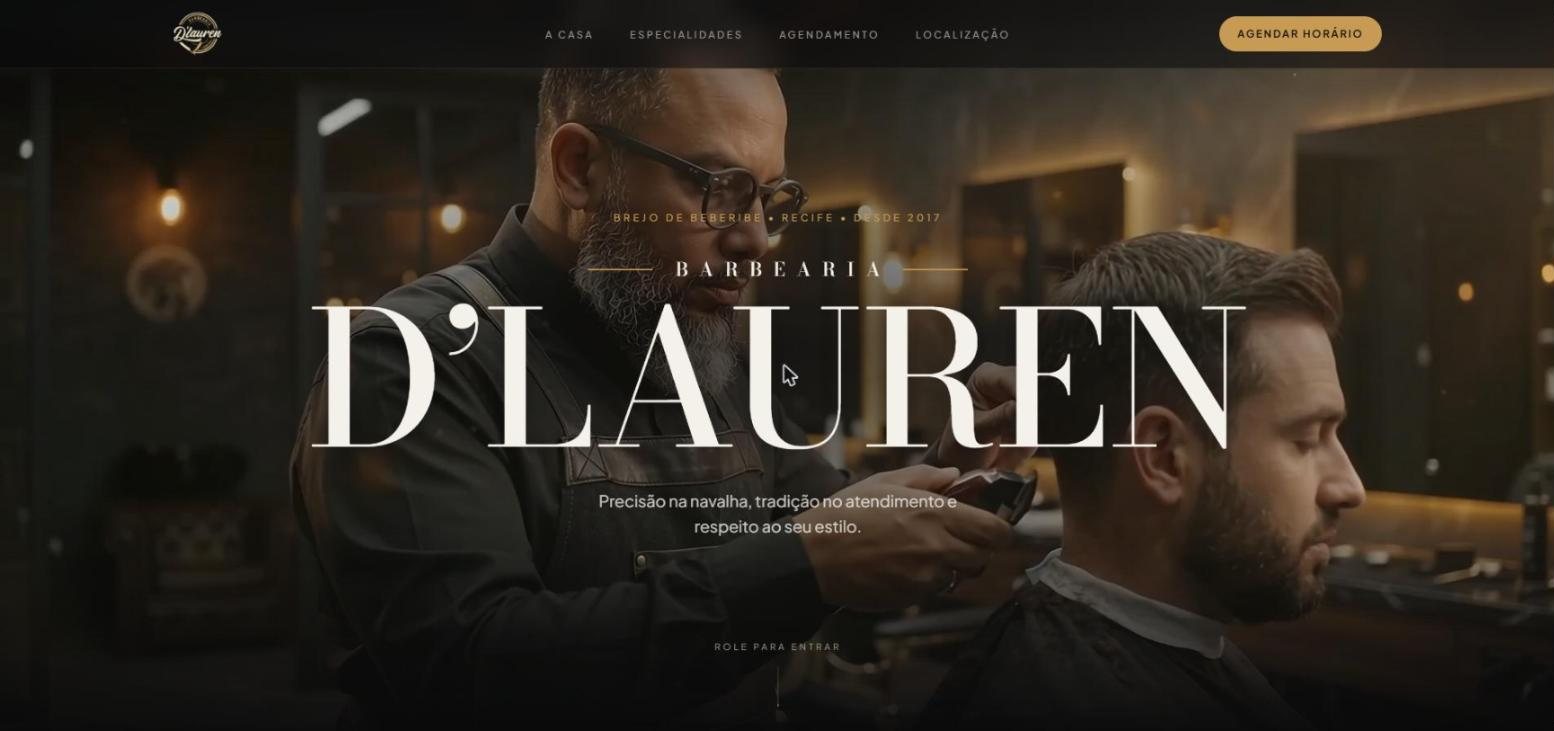 D'lauren
A CASA
ESPECIALIDADES
AGENDAMENTO
LOCALIZAÇÃO
AGENDAR HORÁRIO
BREJO DE BEBERIBE • RECIFE • DESDE 2017
BARBEARIA
D’LAUREN
Precisão na navalha, tradição no atendimento e
respeito ao seu estilo.
ROLE PARA ENTRAR